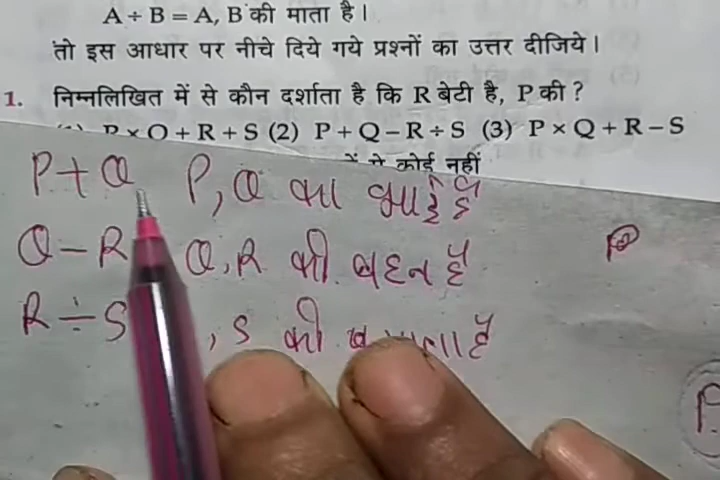 A ÷ B = A, B की माता है।
तो इस आधार पर नीचे दिये गये प्रश्नों का उत्तर दीजिये।
1. निम्नलिखित में से कौन दर्शाता है कि R बेटी है, P की ?
P × Q + R + S (2) P + Q − R ÷ S (3) P × Q + R − S
में से कोई नहीं
P + Q P, Q का भाई है
Q − R Q, R की बहन है
R ÷ S , S की है
P